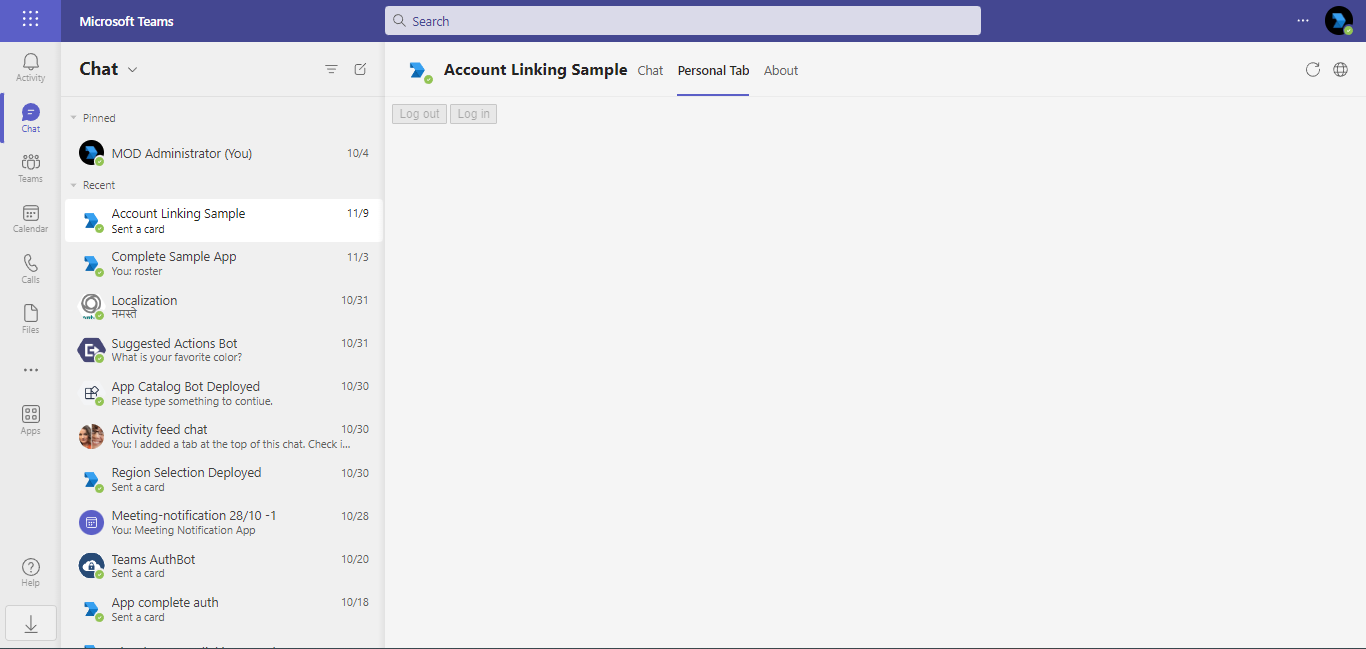 Microsoft Teams
Search
Activity
Chat
Teams
Calendar
Calls
Files
Apps
Help
Chat
Pinned
MOD Administrator (You) 10/4
Recent
Account Linking Sample 11/9
Sent a card
Complete Sample App 11/3
You: roster
Localization 10/31
नमस्ते
Suggested Actions Bot 10/31
What is your favorite color?
App Catalog Bot Deployed 10/30
Please type something to contiue.
Activity feed chat 10/30
You: I added a tab at the top of this chat. Check i...
Region Selection Deployed 10/30
Sent a card
Meeting-notification 28/10 -1 10/28
You: Meeting Notification App
Teams AuthBot 10/20
Sent a card
App complete auth 10/18
Sent a card
Account Linking Sample Chat Personal Tab About
Log out Log in